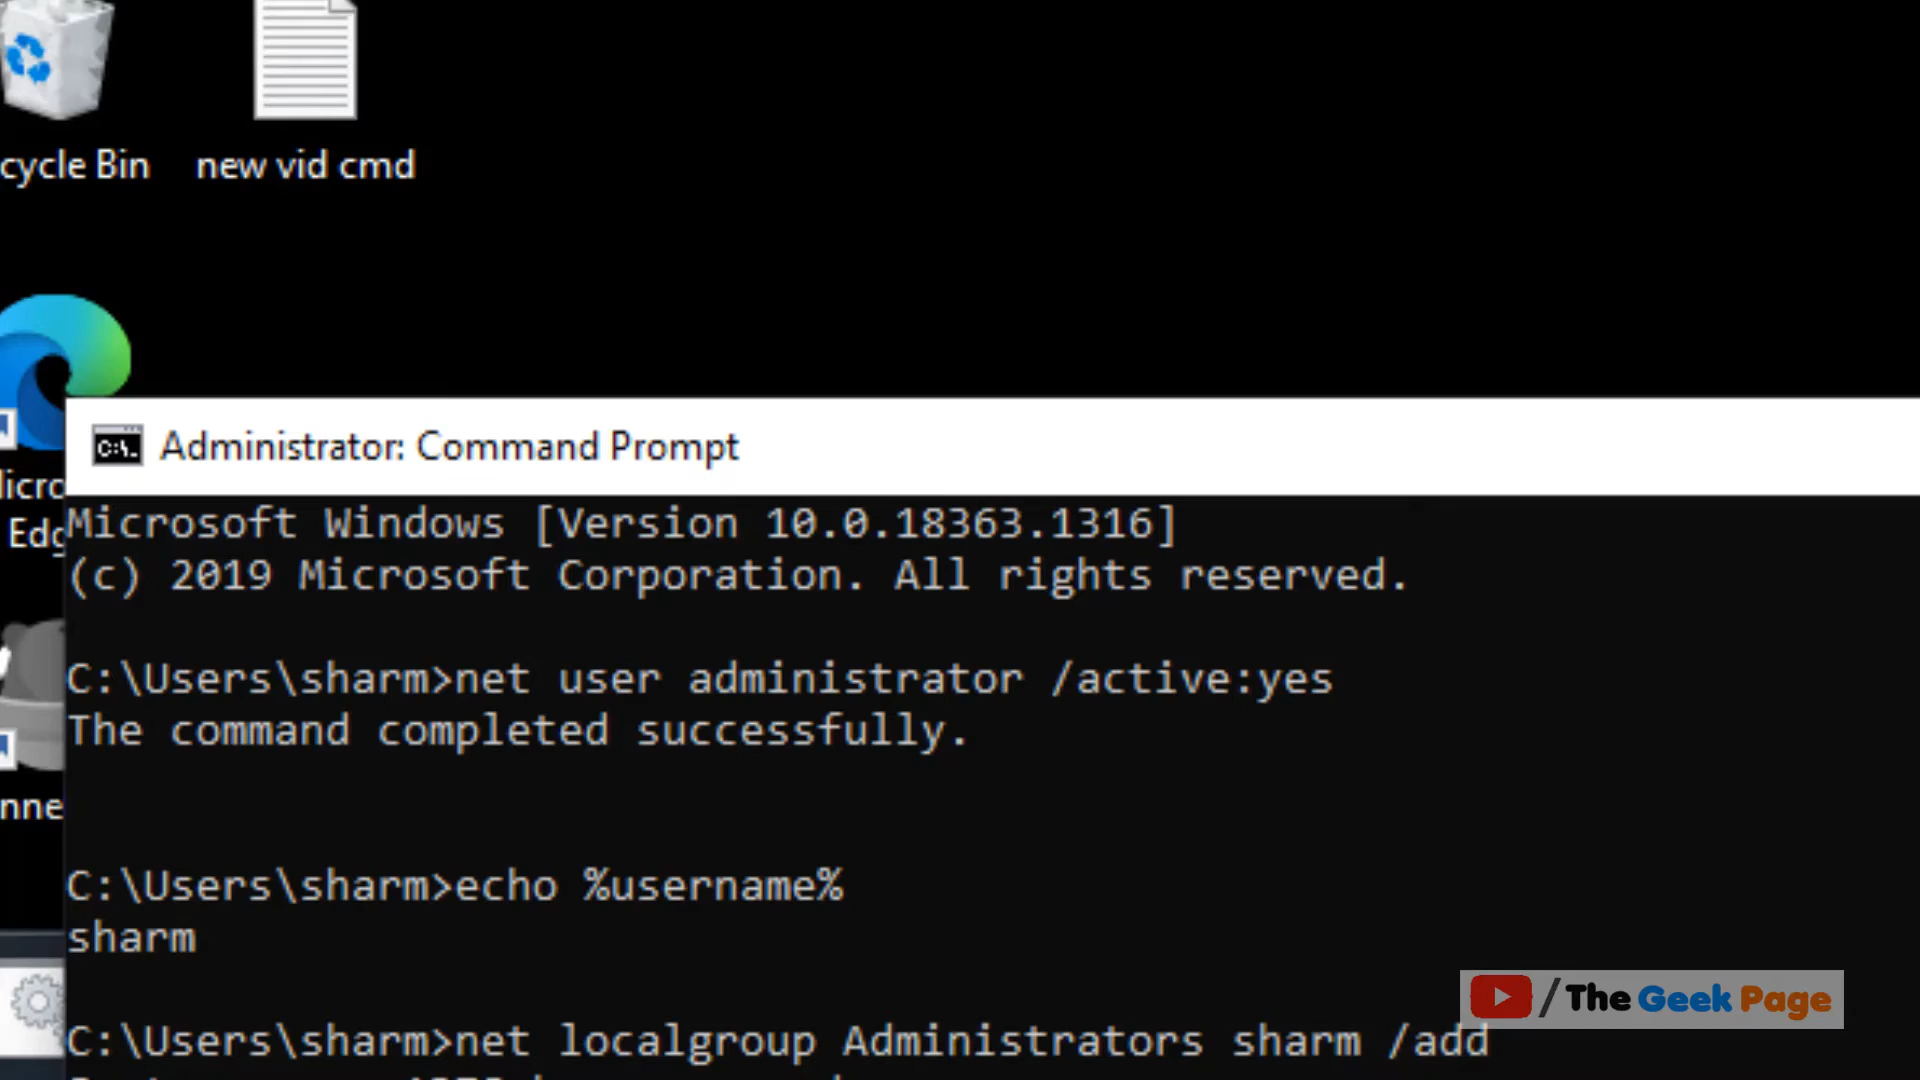 cycle Bin
new vid cmd
licro
Edg
nne
C:\.
Administrator: Command Prompt
Microsoft Windows [Version 10.0.18363.1316]
(c) 2019 Microsoft Corporation. All rights reserved.
C:\Users\sharm>net user administrator /active:yes
The command completed successfully.
C:\Users\sharm>echo %username%
sharm
C:\Users\sharm>net localgroup Administrators sharm /add
/The Geek Page